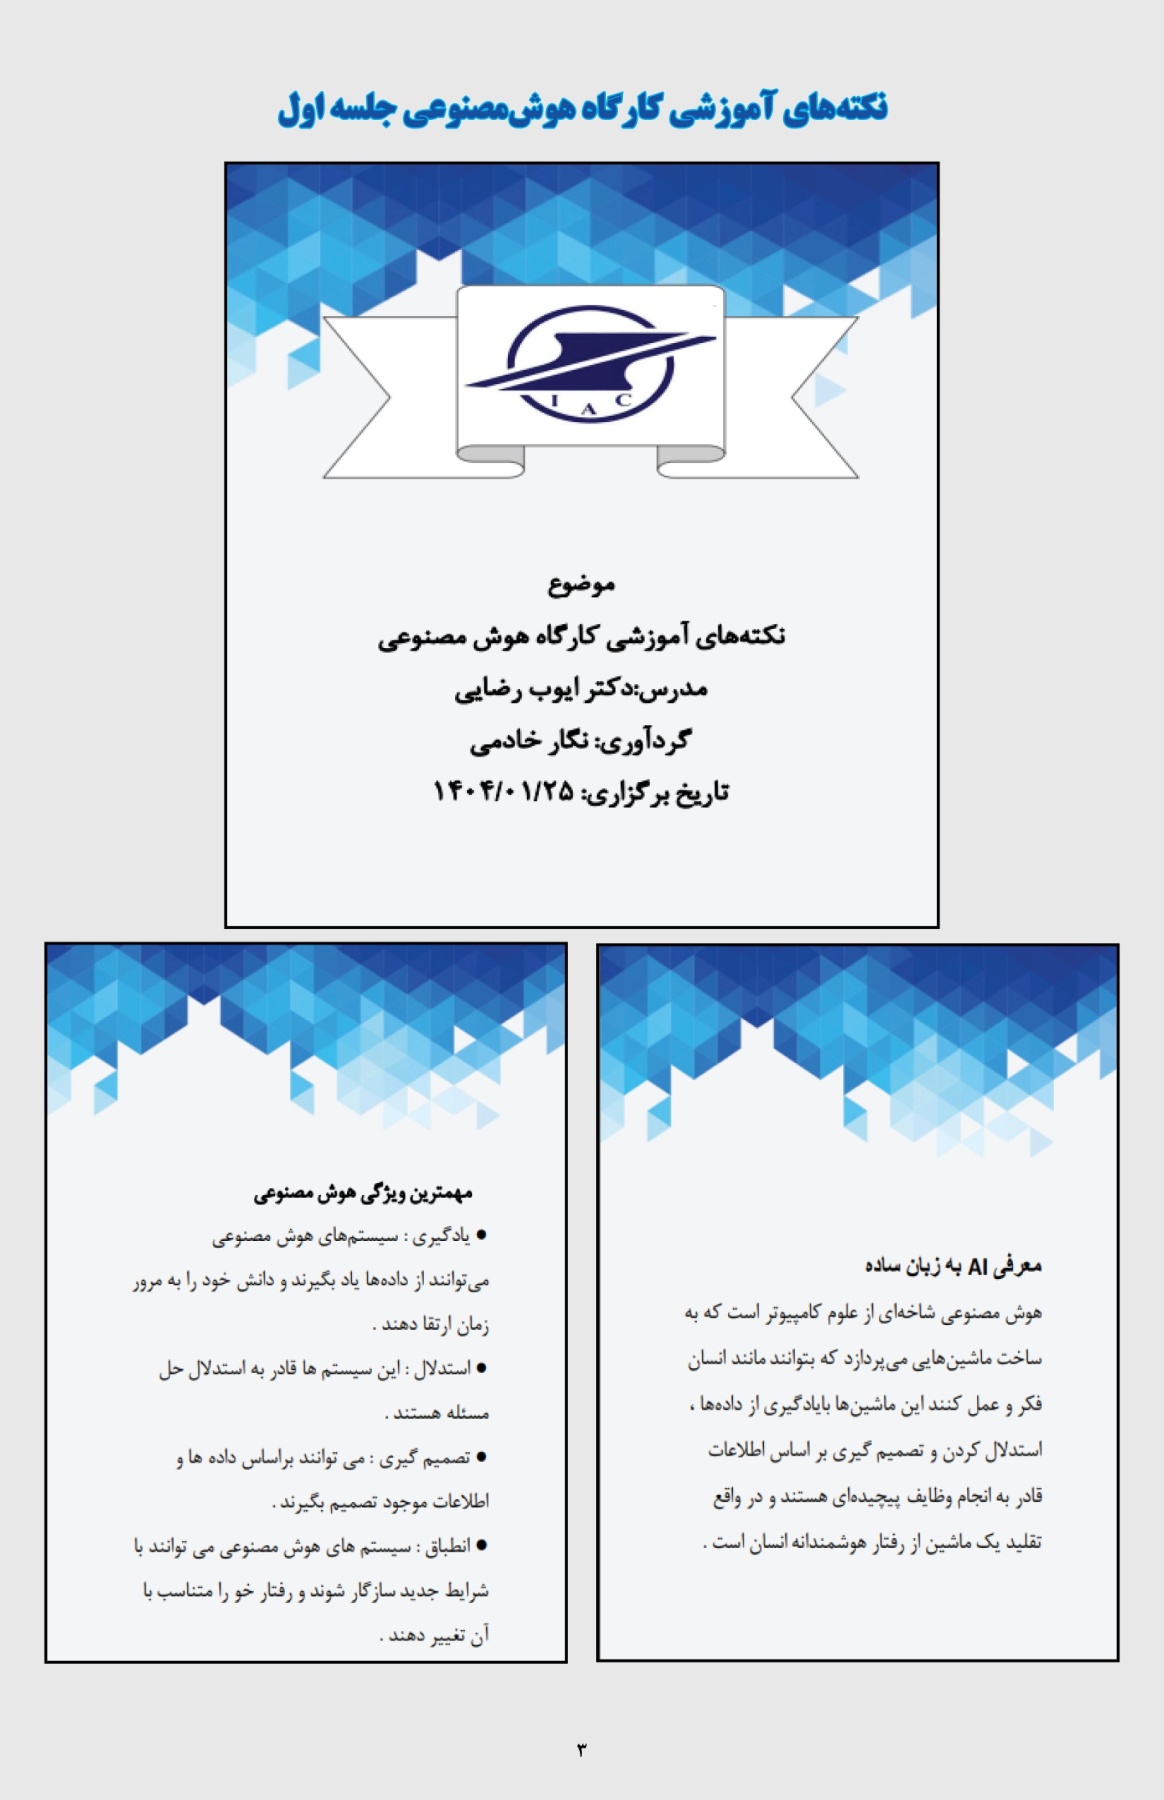 نکته‌های آموزشی کارگاه هوش‌مصنوعی جلسه اول
I A C
موضوع
نکته‌های آموزشی کارگاه هوش مصنوعی
مدرس:دکتر ایوب رضایی
گردآوری: نگار خادمی
تاریخ برگزاری: ۱۴۰۴/۰۱/۲۵
معرفی AI به زبان ساده
هوش مصنوعی شاخه‌ای از علوم کامپیوتر است که به
ساخت ماشین‌هایی می‌پردازد که بتوانند مانند انسان
فکر و عمل کنند این ماشین‌ها بایادگیری از داده‌ها ،
استدلال کردن و تصمیم گیری بر اساس اطلاعات
قادر به انجام وظایف پیچیده‌ای هستند و در واقع
تقلید یک ماشین از رفتار هوشمندانه انسان است .
مهمترین ویژگی هوش مصنوعی
● یادگیری : سیستم‌های هوش مصنوعی
می‌توانند از داده‌ها یاد بگیرند و دانش خود را به مرور
زمان ارتقا دهند .
● استدلال : این سیستم ها قادر به استدلال حل
مسئله هستند .
● تصمیم گیری : می توانند براساس داده ها و
اطلاعات موجود تصمیم بگیرند .
● انطباق : سیستم های هوش مصنوعی می توانند با
شرایط جدید سازگار شوند و رفتار خو را متناسب با
آن تغییر دهند .
۳